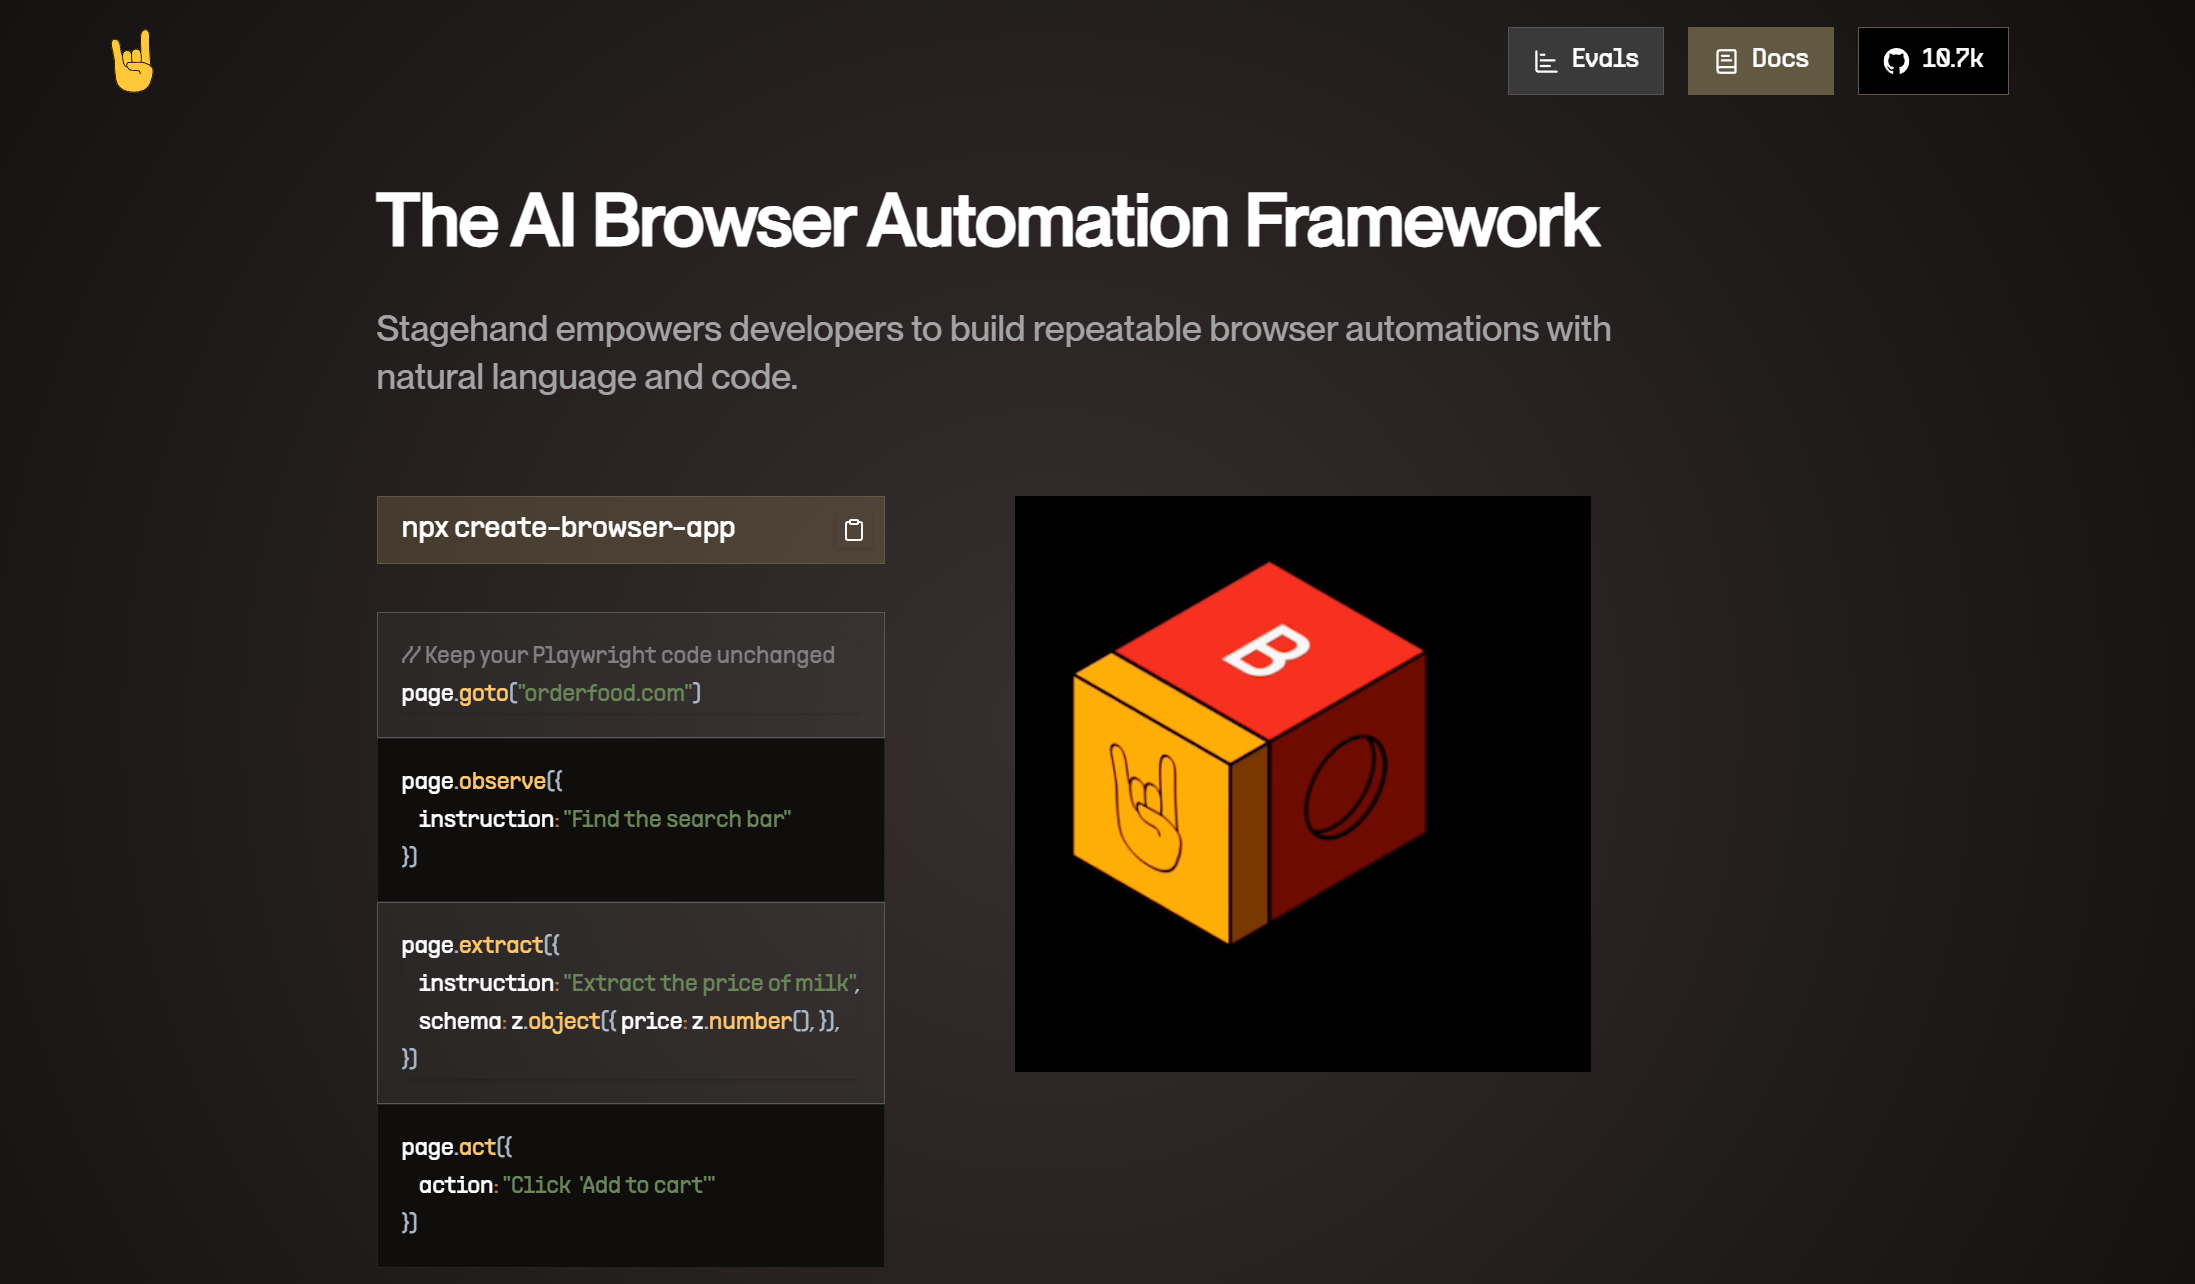 Evals
Docs
10.7k
The AI Browser Automation Framework
Stagehand empowers developers to build repeatable browser automations with
natural language and code.
npx create-browser-app
// Keep your Playwright code unchanged
page.goto("orderfood.com")
page.observe({
instruction: "Find the search bar"
})
page.extract({
instruction: "Extract the price of milk",
schema: z.object({ price: z.number(), }),
})
page.act({
action: "Click 'Add to cart'"
})
B